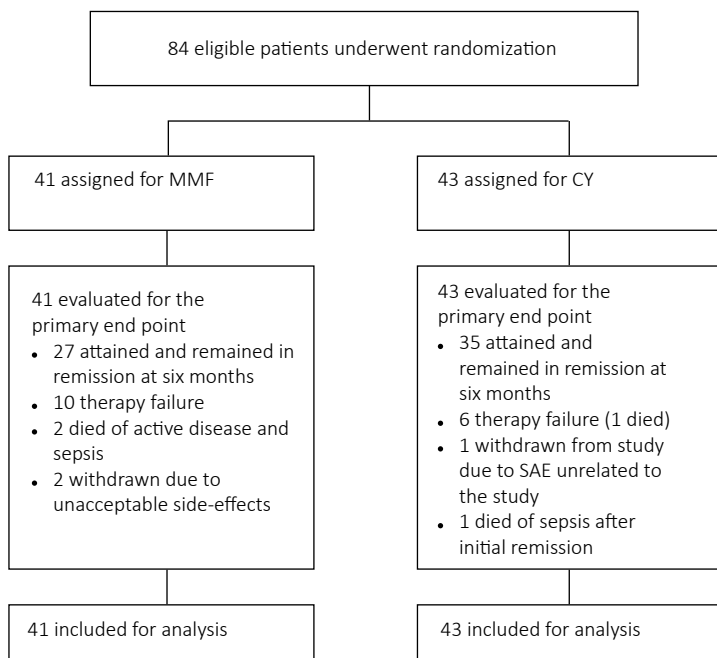 84 eligible patients underwent randomization
41 assigned for MMF
43 assigned for CY
41 evaluated for the
primary end point
• 27 attained and remained in
remission at six months
• 10 therapy failure
• 2 died of active disease and
sepsis
• 2 withdrawn due to
unacceptable side-effects
43 evaluated for the
primary end point
• 35 attained and
remained in remission at
six months
• 6 therapy failure (1 died)
• 1 withdrawn from study
due to SAE unrelated to
the study
• 1 died of sepsis after
initial remission
41 included for analysis
43 included for analysis